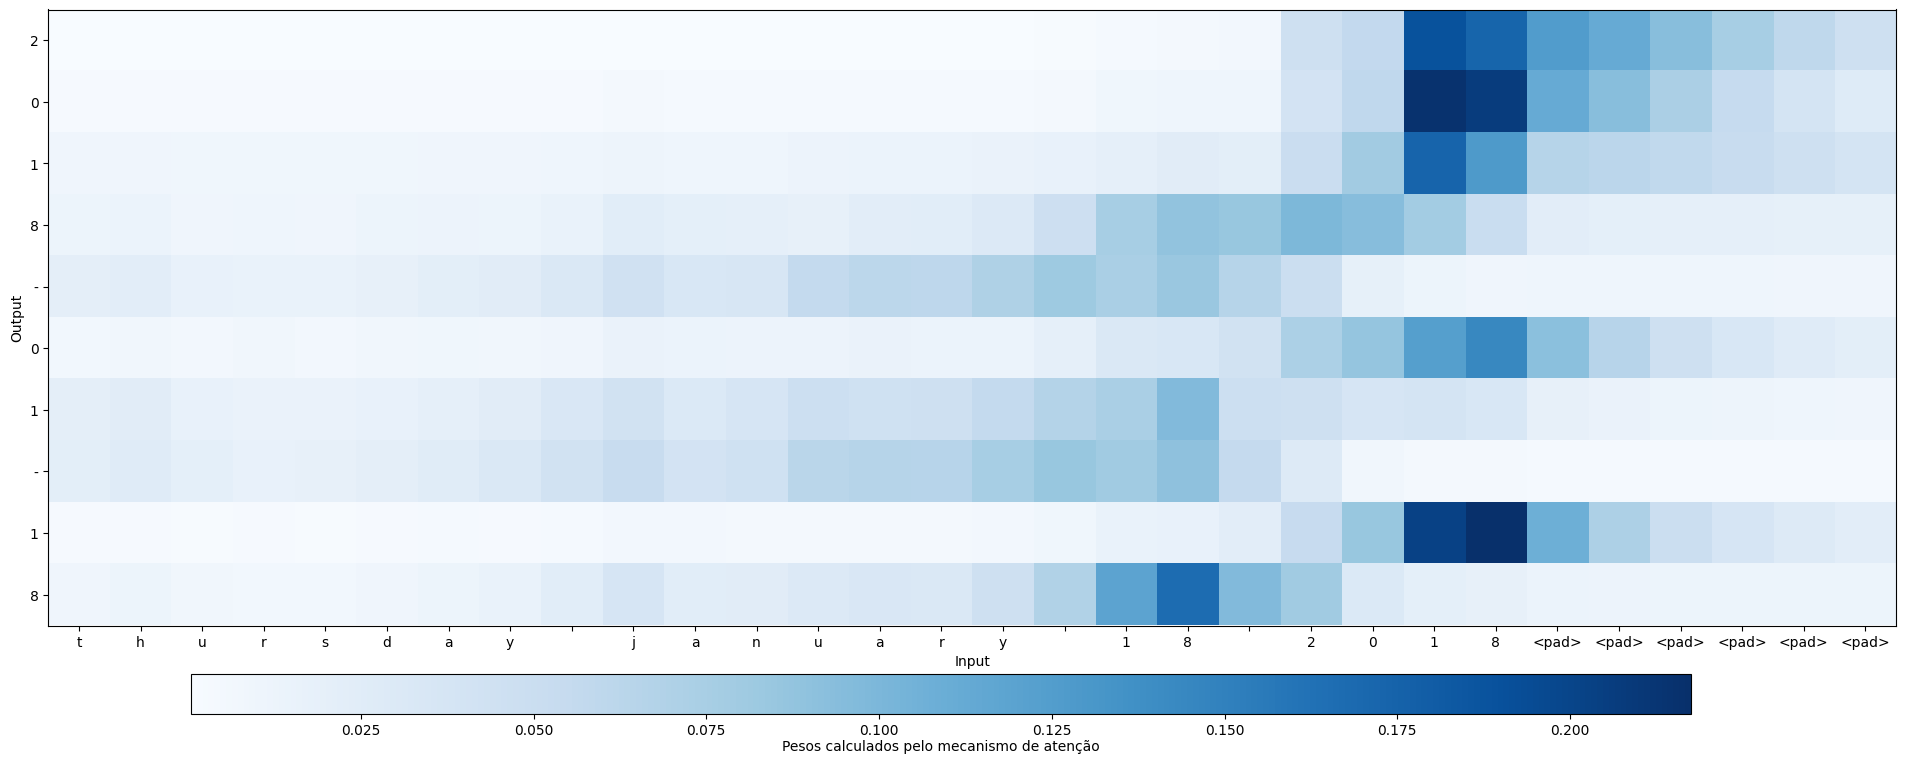 2
0
1
8
-
0
1
-
1
8
Output
t h u r s d a y j a n u a r y 1 8 2 0 1 8 <pad> <pad> <pad> <pad> <pad> <pad>
Input
0.025 0.050 0.075 0.100 0.125 0.150 0.175 0.200
Pesos calculados pelo mecanismo de atenção